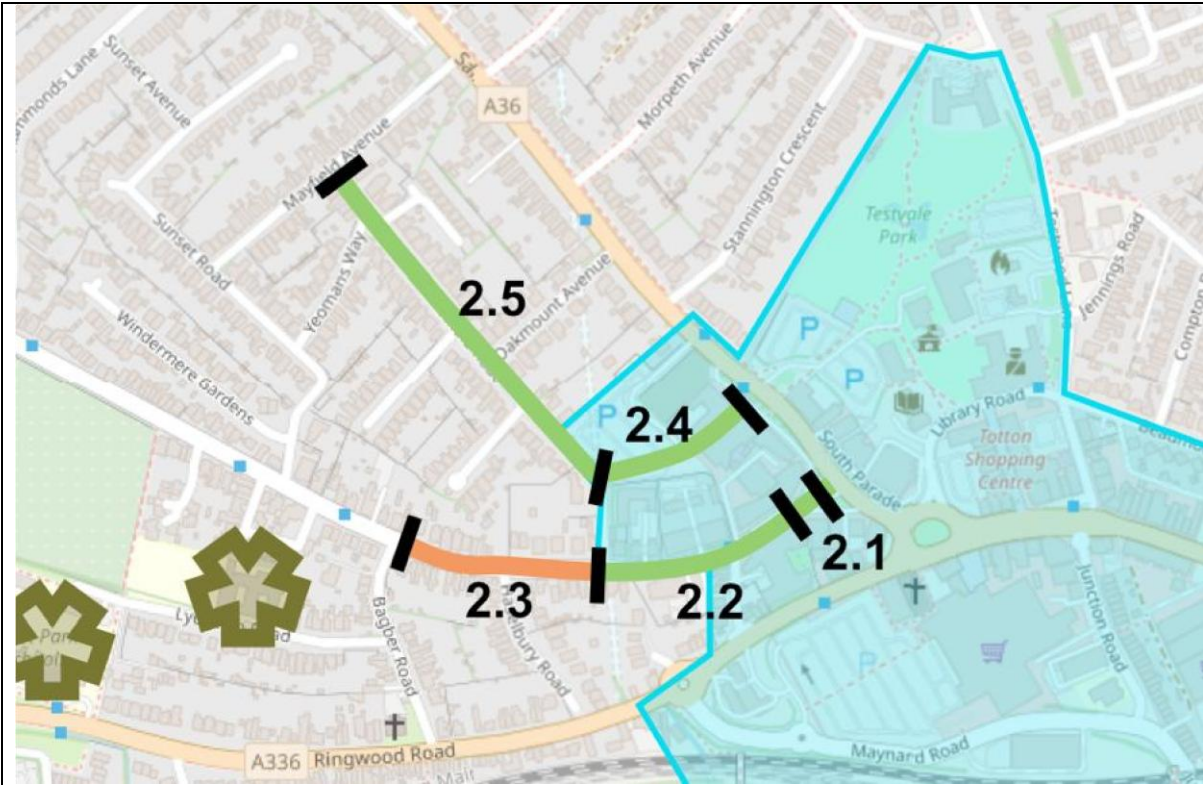 Sunset Avenue
A36
Morpeth Avenue
Mayfield Avenue
Stannington Crescent
Testvale
Park
Jennings Road
Sunset Road
Yeomans Way
2.5
Oakmount Avenue
Windermere Gardens
P
P
P
2.4
Library Road
South Parade
Totton
Shopping
Centre
2.1
2.3
2.2
Bagber Road
Junction Road
P
A336
Ringwood Road
Maynard Road